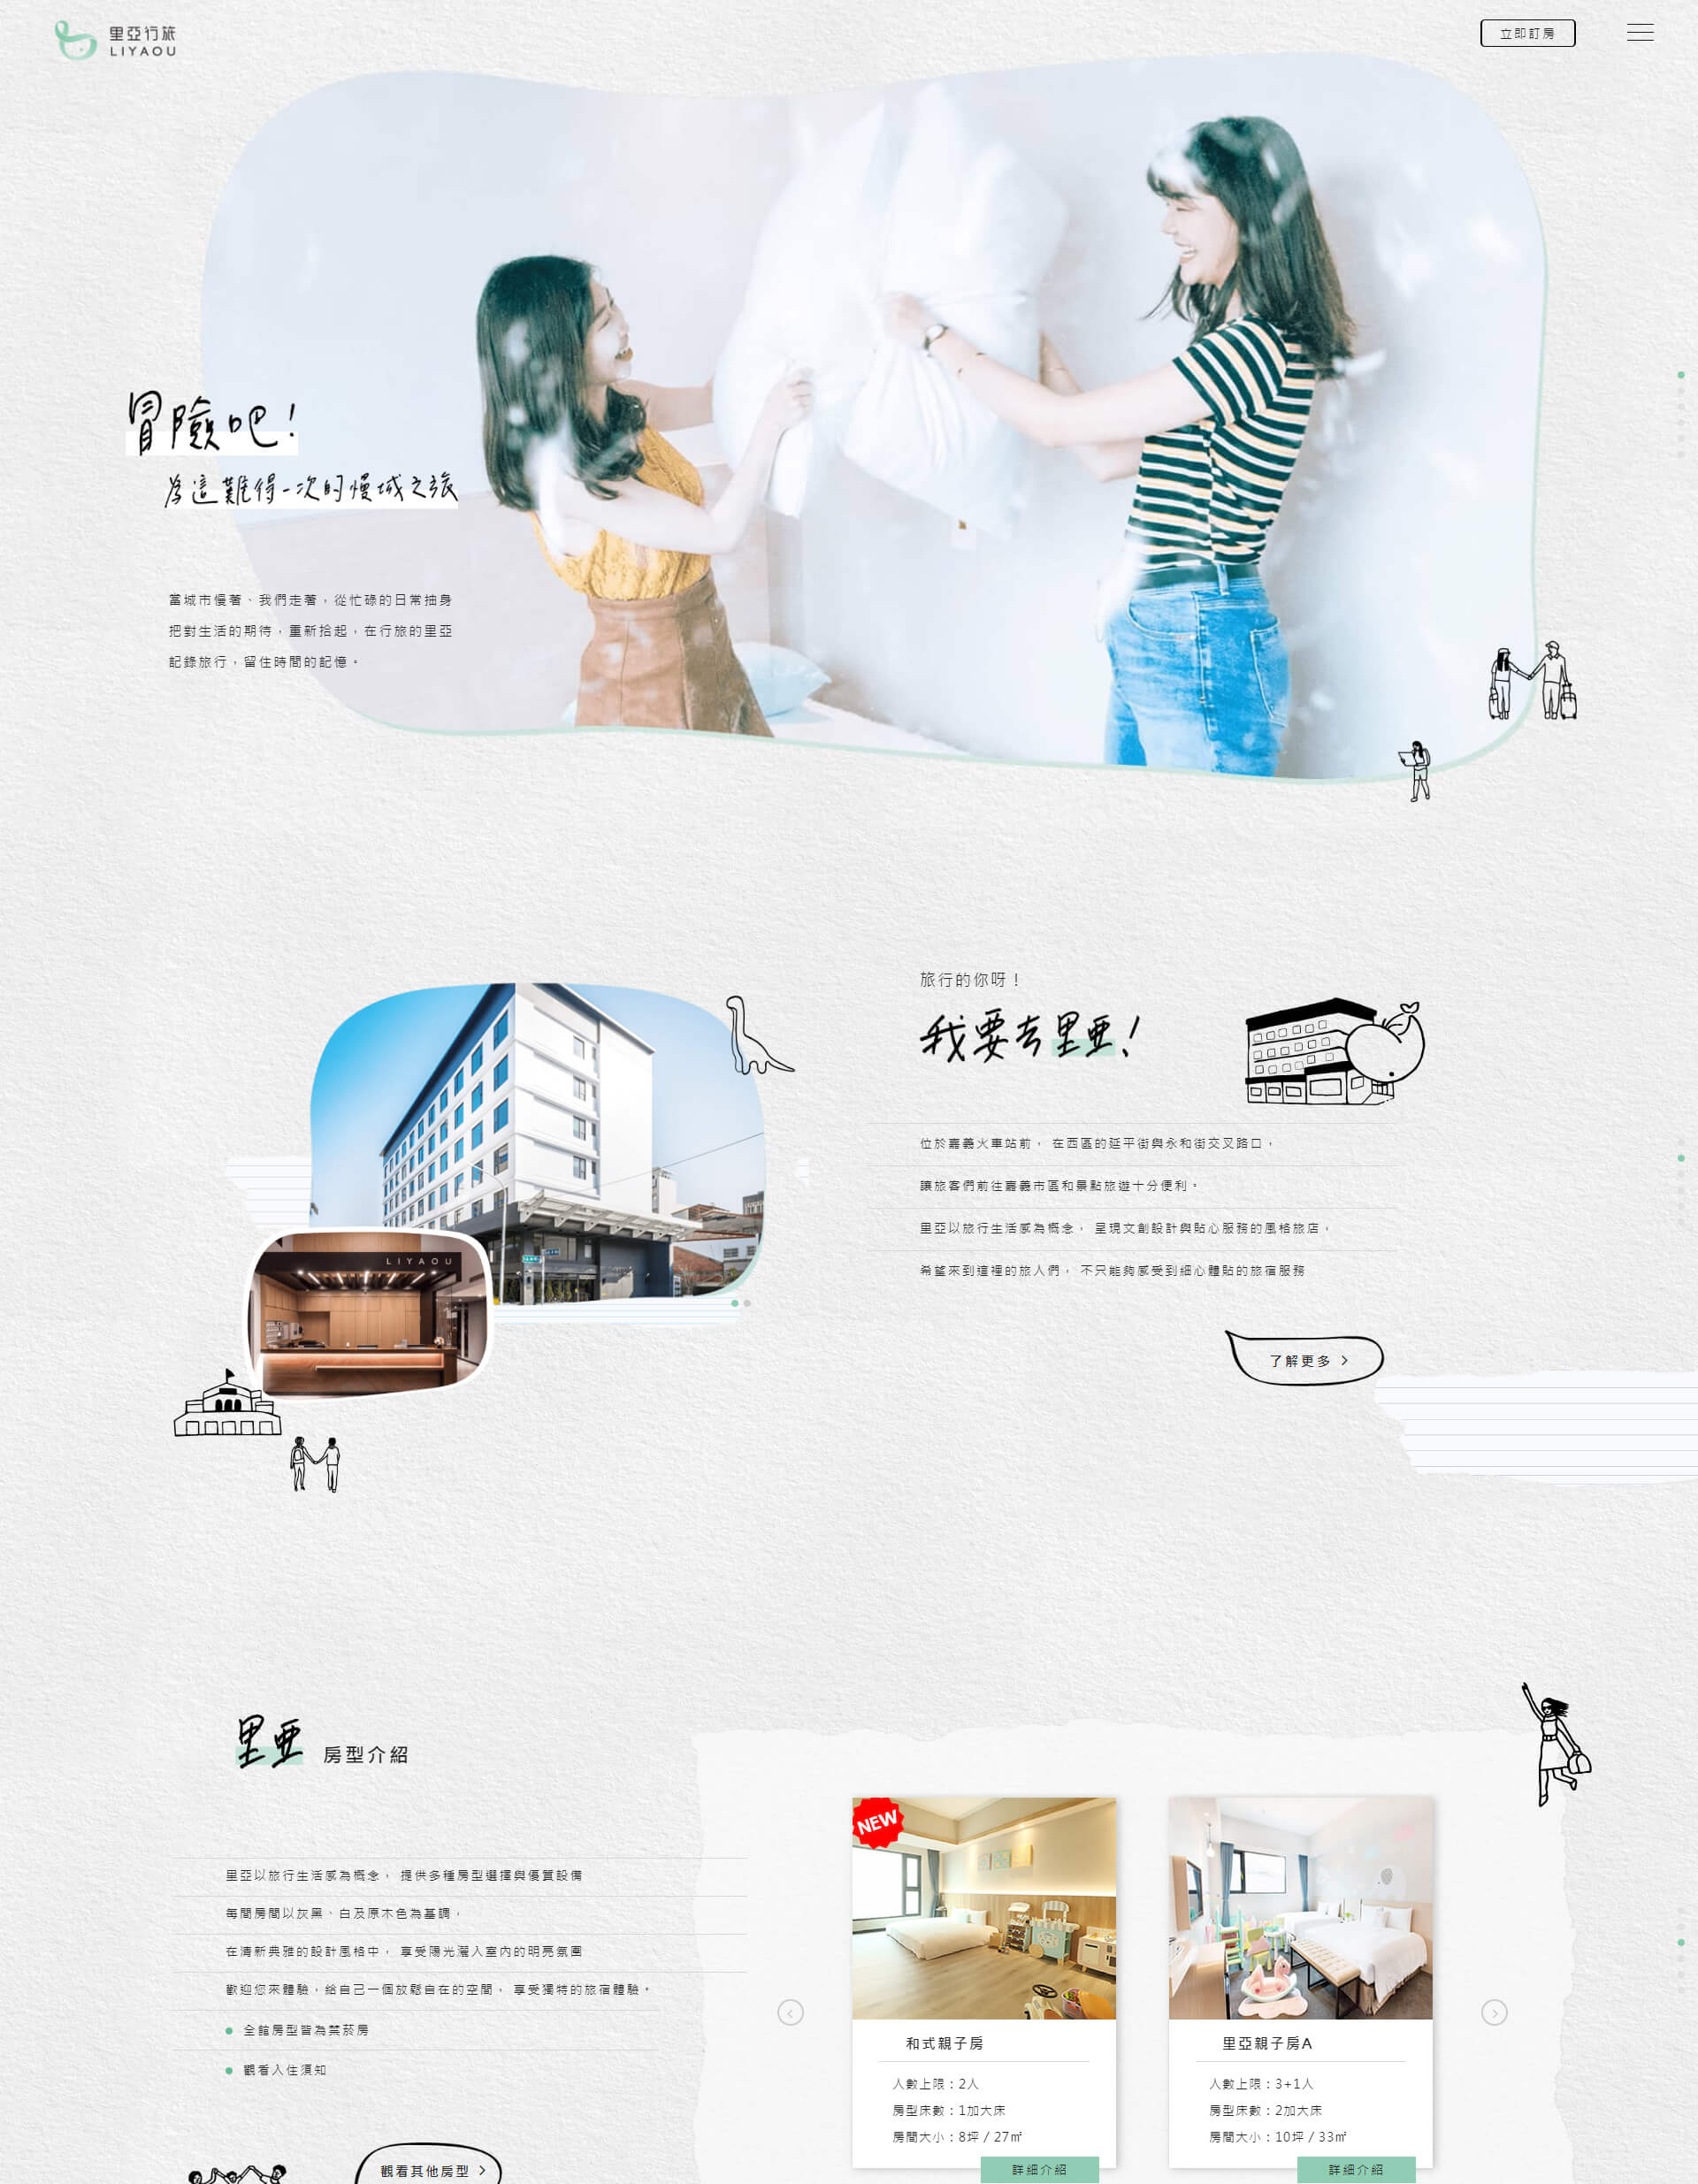 里亞行旅
LIYAOU
立即訂房
冒險吧!
為這難得一次的慢城之旅
當城市慢著、我們走著，從忙碌的日常抽身
把對生活的期待，重新拾起，在行旅的里亞
記錄旅行，留住時間的記憶。
旅行的你呀！
我要去里亞!
位於嘉義火車站前， 在西區的延平街與永和街交叉路口，
讓旅客們前往嘉義市區和景點旅遊十分便利。
里亞以旅行生活感為概念， 呈現文創設計與貼心服務的風格旅店，
希望來到這裡的旅人們， 不只能夠感受到細心體貼的旅宿服務
LIYAOU
了解更多
里亞 房型介紹
里亞以旅行生活感為概念， 提供多種房型選擇與優質設備
每間房間以灰黑、白及原木色為基調，
在清新典雅的設計風格中， 享受陽光灑入室內的明亮氛圍
歡迎您來體驗，給自己一個放鬆自在的空間， 享受獨特的旅宿體驗。
全館房型皆為禁菸房
觀看入住須知
觀看其他房型
NEW
和式親子房
人數上限：2人
房型床數：1加大床
房間大小：8坪 / 27㎡
詳細介紹
里亞親子房A
人數上限：3+1人
房型床數：2加大床
房間大小：10坪 / 33㎡
詳細介紹